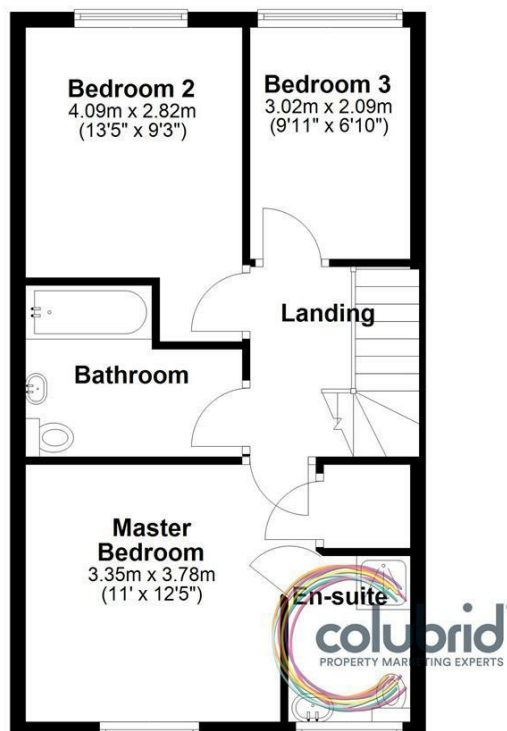 Bedroom 2
4.09m x 2.82m
(13'5" x 9'3")
Bedroom 3
3.02m x 2.09m
(9'11" x 6'10")
Landing
Bathroom
Master
Bedroom
3.35m x 3.78m
(11' x 12'5")
En-suite
colubrid
PROPERTY MARKETING EXPERTS